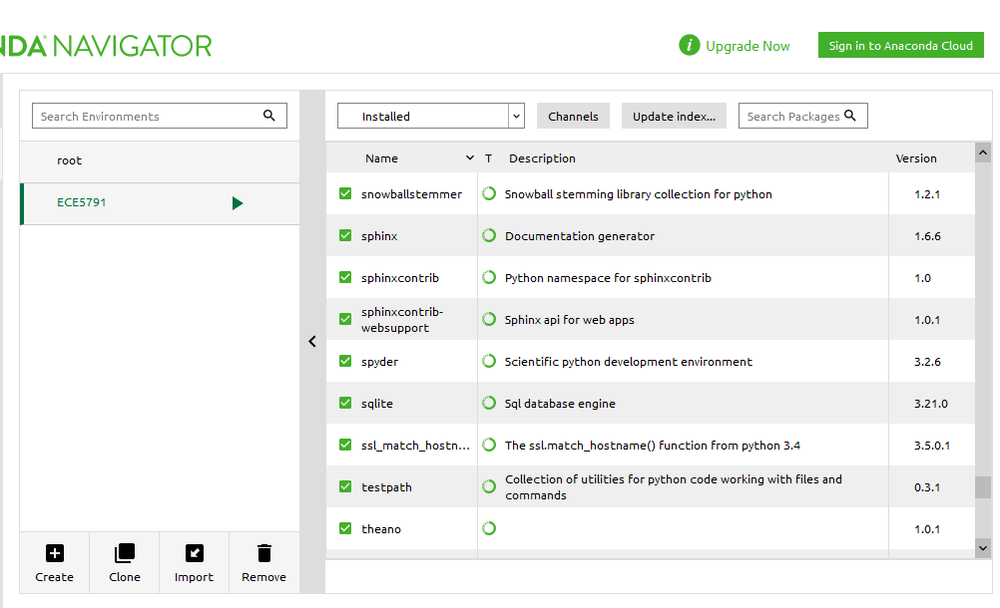 NDA NAVIGATOR
i Upgrade Now
Sign in to Anaconda Cloud
Search Environments
Installed
Channels
Update index...
Search Packages
root
ECE5791
Name T Description Version
snowballstemmer Snowball stemming library collection for python 1.2.1
sphinx Documentation generator 1.6.6
sphinxcontrib Python namespace for sphinxcontrib 1.0
sphinxcontrib-
websupport Sphinx api for web apps 1.0.1
spyder Scientific python development environment 3.2.6
sqlite Sql database engine 3.21.0
ssl_match_hostn... The ssl.match_hostname() function from python 3.4 3.5.0.1
testpath Collection of utilities for python code working with files and
commands 0.3.1
theano 1.0.1
Create Clone Import Remove